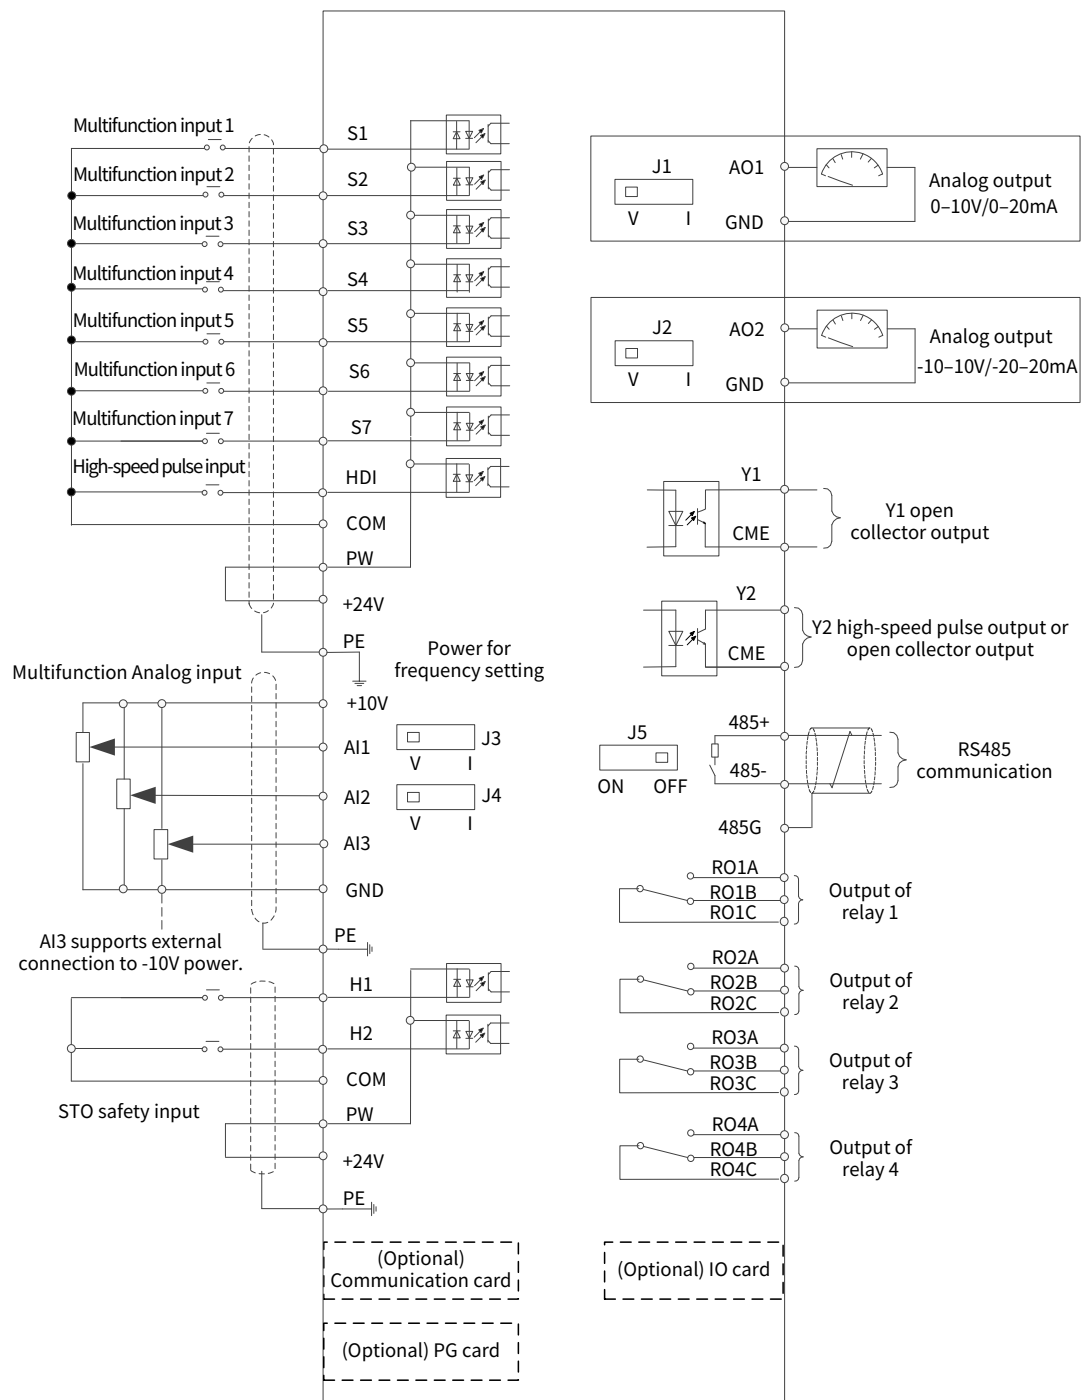 Multifunction input 1
S1
Multifunction input 2
S2
Multifunction input 3
S3
Multifunction input 4
S4
Multifunction input 5
S5
Multifunction input 6
S6
Multifunction input 7
S7
High-speed pulse input
HDI
COM
PW
+24V
PE
Power for
frequency setting
Multifunction Analog input
+10V
AI1
J3
V I
AI2
J4
V I
AI3
GND
PE
AI3 supports external
connection to -10V power.
H1
H2
COM
STO safety input
PW
+24V
PE
(Optional)
Communication card
(Optional) PG card
J1
V I
AO1
GND
Analog output
0–10V/0–20mA
J2
V I
AO2
GND
Analog output
-10–10V/-20–20mA
Y1
CME
Y1 open
collector output
Y2
CME
Y2 high-speed pulse output or
open collector output
J5
ON OFF
485+
485-
485G
RS485
communication
RO1A
RO1B
RO1C
Output of
relay 1
RO2A
RO2B
RO2C
Output of
relay 2
RO3A
RO3B
RO3C
Output of
relay 3
RO4A
RO4B
RO4C
Output of
relay 4
(Optional) IO card